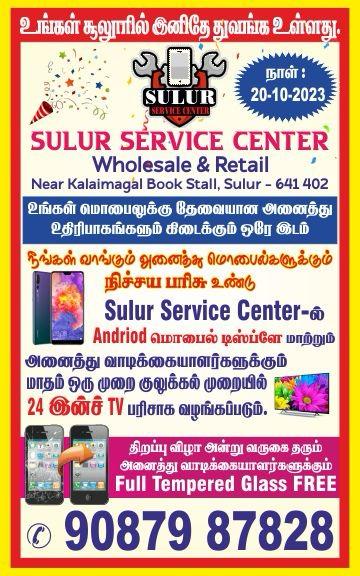 உங்கள் சூலூரில் இனிதே துவங்க உள்ளது.
SULUR
SERVICE CENTER
நாள் :
20-10-2023
SULUR SERVICE CENTER
Wholesale & Retail
Near Kalaimagal Book Stall, Sulur - 641 402
உங்கள் மொபைலுக்கு தேவையான அனைத்து
உதிரிபாகங்களும் கிடைக்கும் ஒரே இடம்
நீங்கள் வாங்கும் அனைத்து மொபைல்களுக்கும்
நிச்சய பரிசு உண்டு
Sulur Service Center-ல்
Andriod மொபைல் டிஸ்ப்ளே மாற்றும்
அனைத்து வாடிக்கையாளர்களுக்கும்
மாதம் ஒரு முறை குலுக்கல் முறையில்
24 இன்ச் TV பரிசாக வழங்கப்படும்.
திறப்பு விழா அன்று வருகை தரும்
அனைத்து வாடிக்கையாளர்களுக்கும்
Full Tempered Glass FREE
90879 87828